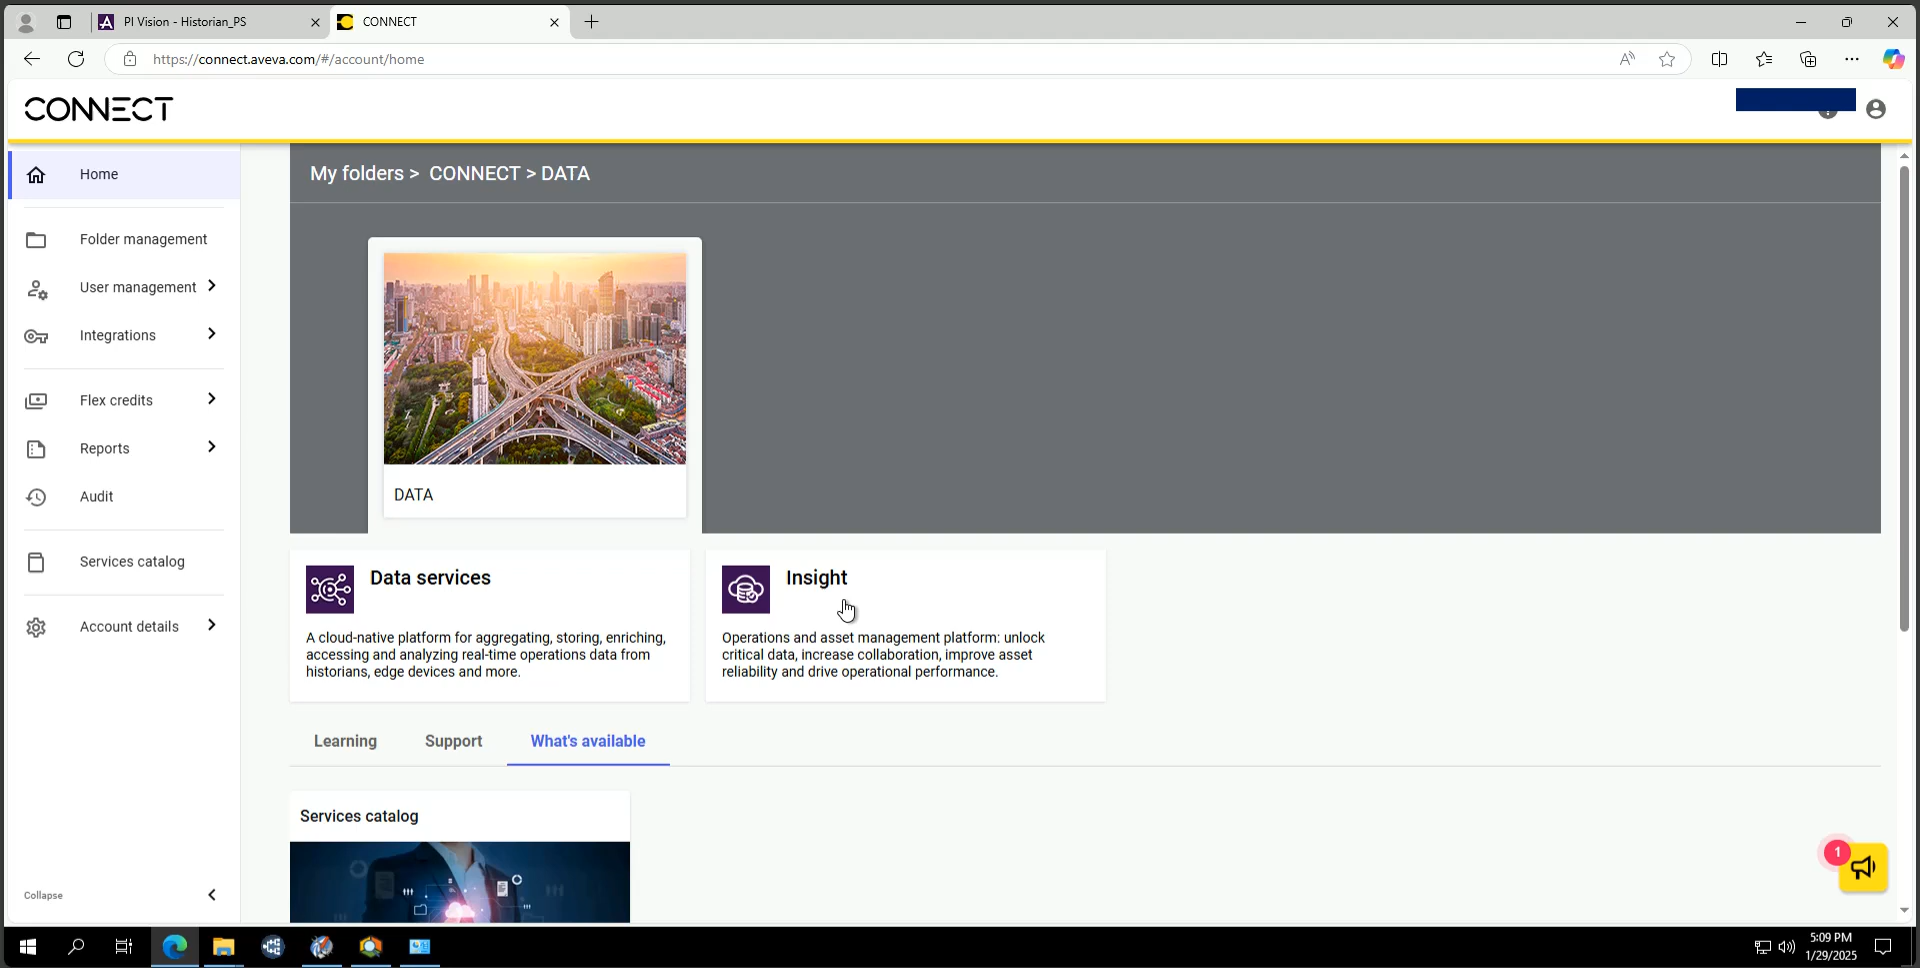 PI Vision - Historian_PS
CONNECT
https://connect.aveva.com/#/account/home
CONNECT
Home
My folders > CONNECT > DATA
Folder management
User management
Integrations
Flex credits
Reports
Audit
Services catalog
Account details
Collapse
DATA
Data services
A cloud-native platform for aggregating, storing, enriching,
accessing and analyzing real-time operations data from
historians, edge devices and more.
Insight
Operations and asset management platform: unlock
critical data, increase collaboration, improve asset
reliability and drive operational performance.
Learning
Support
What's available
Services catalog
1
5:09 PM
1/29/2025